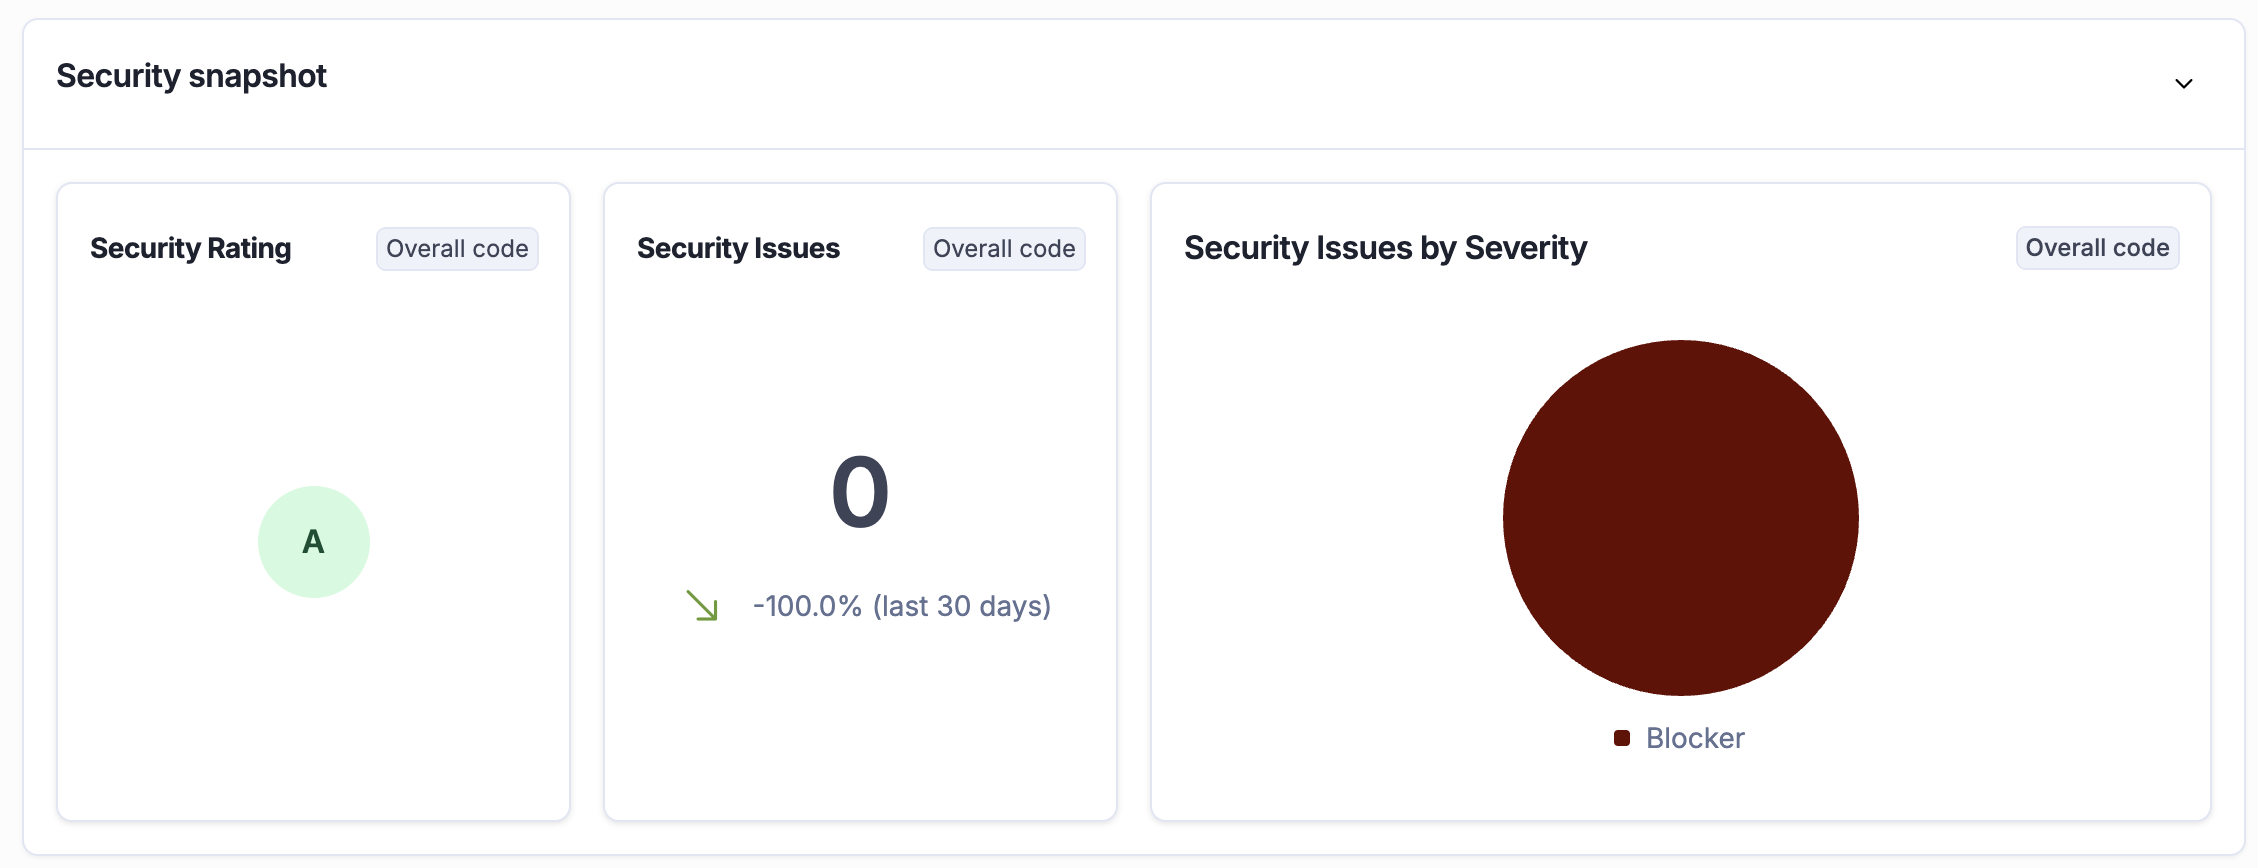 Security snapshot
Security Rating
Overall code
A
Security Issues
Overall code
0
-100.0% (last 30 days)
Security Issues by Severity
Overall code
Blocker